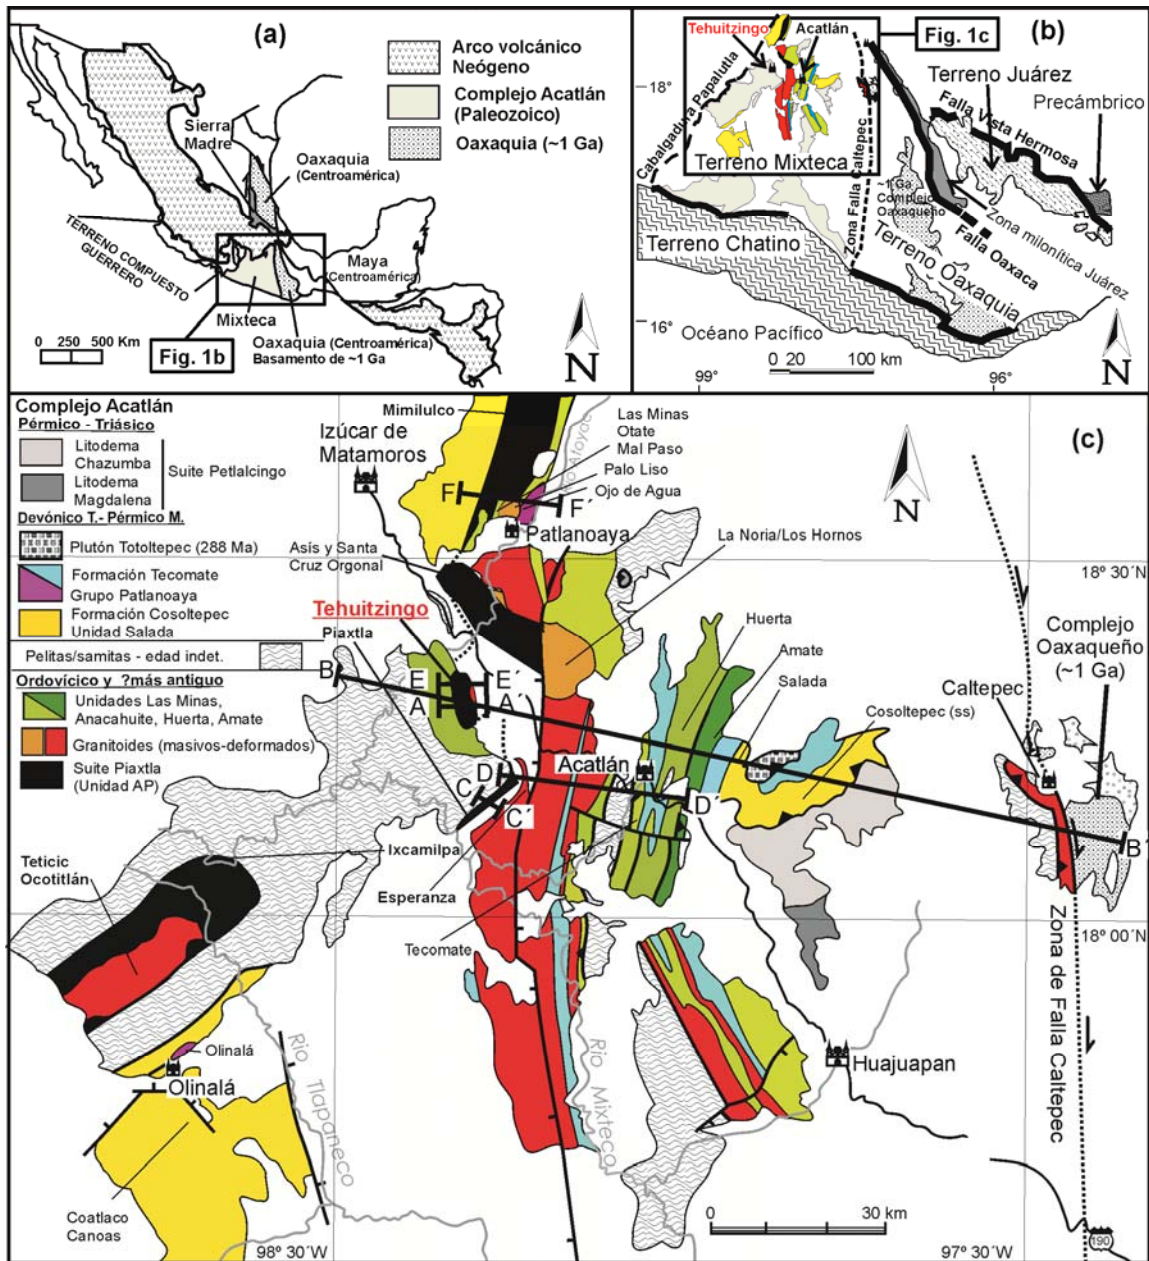 (a)
Arco volcánico
Neógeno
Complejo Acatlán
(Paleozoico)
Oaxaquia (~1 Ga)
Sierra
Madre
Oaxaquia
(Centroamérica)
TERRENO COMPUESTO
GUERRERO
Maya
(Centroamérica)
Mixteca
Oaxaquia (Centroamérica)
Basamento de ~1 Ga
0 250 500 Km
Fig. 1b
N
(b)
Tehuitzingo
Acatlán
Fig. 1c
18°
Terreno Juárez
Precámbrico
Cabalgadura Papalutla
Falla Vista Hermosa
Terreno Mixteca
Zona Falla Caltepec
~1 Ga
Complejo
Oaxaqueño
Zona milonítica Juárez
Falla Oaxaca
Terreno Chatino
Terreno Oaxaquia
16°
Océano Pacífico
0 20 100 km
N
99°
96°
(c)
Complejo Acatlán
Pérmico - Triásico
Litodema
Chazumba
Litodema
Magdalena
Suite Petlalcingo
Devónico T.- Pérmico M.
Plutón Totoltepec (288 Ma)
Formación Tecomate
Grupo Patlanoaya
Formación Cosoltepec
Unidad Salada
Pelitas/samitas - edad indet.
Ordovícico y ?más antiguo
Unidades Las Minas,
Anacahuite, Huerta, Amate
Granitoides (masivos-deformados)
Suite Piaxtla
(Unidad AP)
Mimilulco
Izúcar de
Matamoros
Las Minas
Otate
Mal Paso
Palo Liso
Ojo de Agua
F
F´
Patlanoaya
La Noria/Los Hornos
N
18°30´N
Asís y Santa
Cruz Orgonal
Tehuitzingo
Piaxtla
B
E
E´
A
A´
Huerta
Amate
Salada
Cosoltepec (ss)
Complejo
Oaxaqueño
(~1 Ga)
Caltepec
Acatlán
D
D´
C
C´
B´
Ixcamilpa
Teticic
Ocotitlán
Esperanza
Tecomate
18°00´N
Zona de Falla Caltepec
Olinalá
Olinalá
Rio Tlapaneco
Rio Mixteco
Huajuapan
Coatlaco
Canoas
0 30 km
98°30´W
97°30´W
190